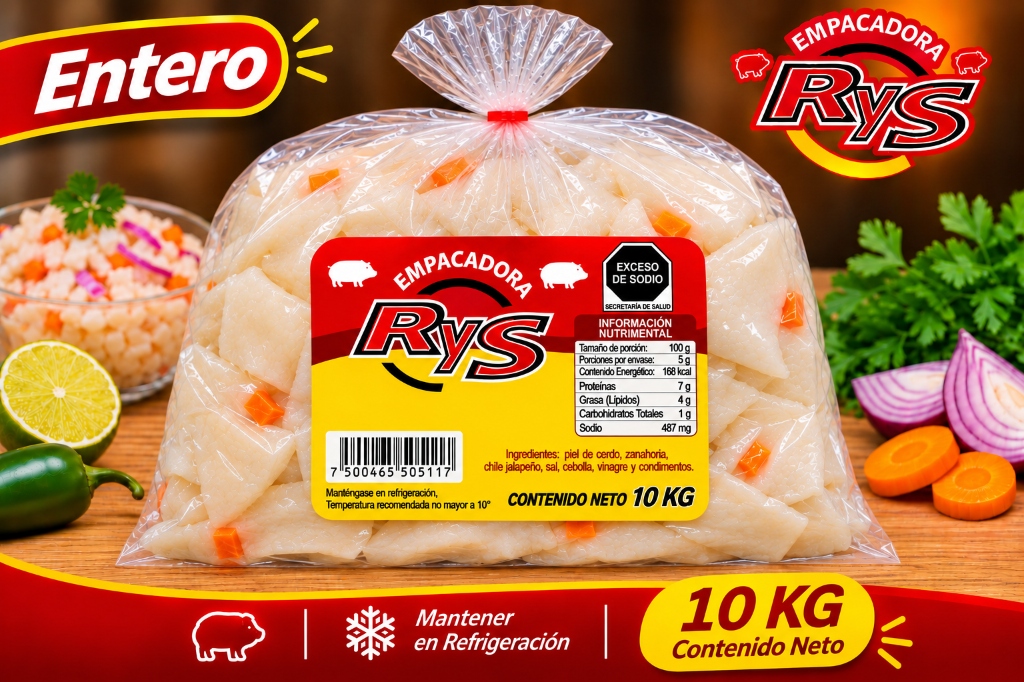 Entero
EMPACADORA
RyS
EMPACADORA
RyS
EXCESO
DE SODIO
SECRETARÍA DE SALUD
INFORMACIÓN
NUTRIMENTAL
Tamaño de porción: 100 g
Porciones por envase: 5 g
Contenido Energético: 168 kcal
Proteínas 7 g
Grasa (Lípidos) 4 g
Carbohidratos Totales 1 g
Sodio 487 mg
7 500465 505117
Ingredientes: piel de cerdo, zanahoria,
chile jalapeño, sal, cebolla, vinagre y condimentos.
Manténgase en refrigeración,
Temperatura recomendada no mayor a 10°
CONTENIDO NETO 10 KG
Mantener
en Refrigeración
10 KG
Contenido Neto